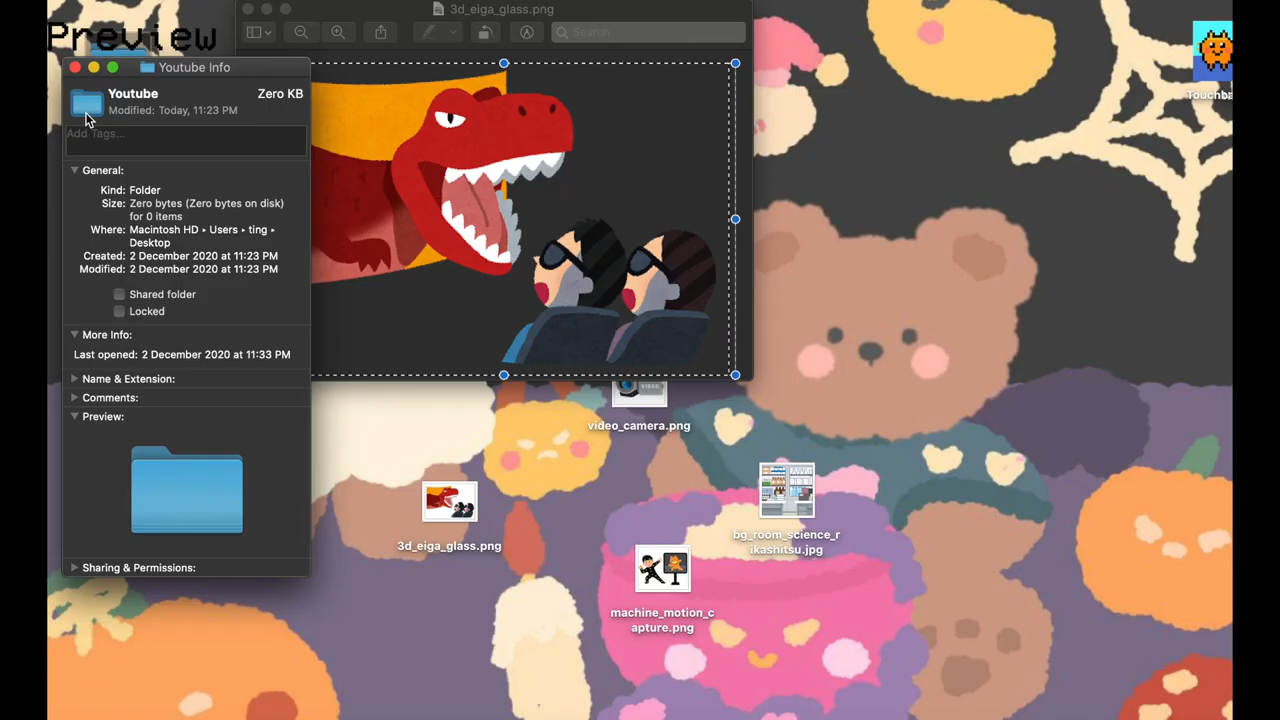 Preview
3d_eiga_glass.png
Search
Youtube Info
Youtube
Zero KB
Modified: Today, 11:23 PM
Add Tags...
General:
Kind: Folder
Size: Zero bytes (Zero bytes on disk)
for 0 items
Where: Macintosh HD ▸ Users ▸ ting ▸
Desktop
Created: 2 December 2020 at 11:23 PM
Modified: 2 December 2020 at 11:23 PM
Shared folder
Locked
More Info:
Last opened: 2 December 2020 at 11:33 PM
Name & Extension:
Comments:
Preview:
Sharing & Permissions:
VIDEO
video_camera.png
3d_eiga_glass.png
bg_room_science_r
ikashitsu.jpg
machine_motion_c
apture.png